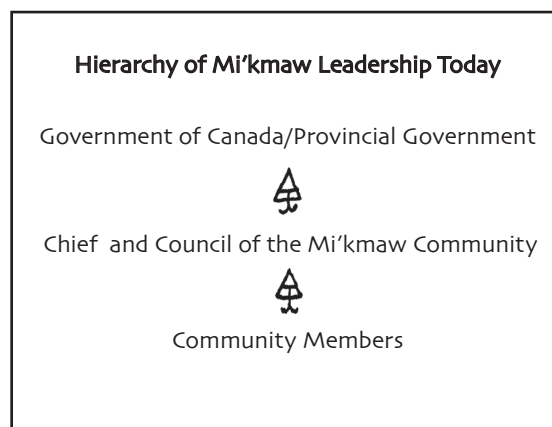 Hierarchy of Mi’kmaw Leadership Today
Government of Canada/Provincial Government
Chief and Council of the Mi’kmaw Community
Community Members